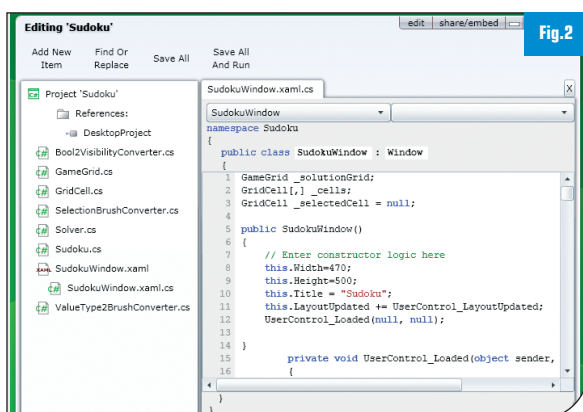 Editing 'Sudoku'
edit share/embed
Fig.2
Add New Item
Find Or Replace
Save All
Save All And Run
Project 'Sudoku'
References:
DesktopProject
Bool2VisibilityConverter.cs
GameGrid.cs
GridCell.cs
SelectionBrushConverter.cs
Solver.cs
Sudoku.cs
SudokuWindow.xaml
SudokuWindow.xaml.cs
ValueType2BrushConverter.cs
SudokuWindow.xaml.cs
X
SudokuWindow
namespace Sudoku
{
public class SudokuWindow : Window
{
1 GameGrid _solutionGrid;
2 GridCell[,] _cells;
3 GridCell _selectedCell = null;
4
5 public SudokuWindow()
6 {
7 // Enter constructor logic here
8 this.Width=470;
9 this.Height=500;
10 this.Title = "Sudoku";
11 this.LayoutUpdated += UserControl_LayoutUpdated;
12 UserControl_Loaded(null, null);
13
14 }
15 private void UserControl_Loaded(object sender,
16 {
}
}